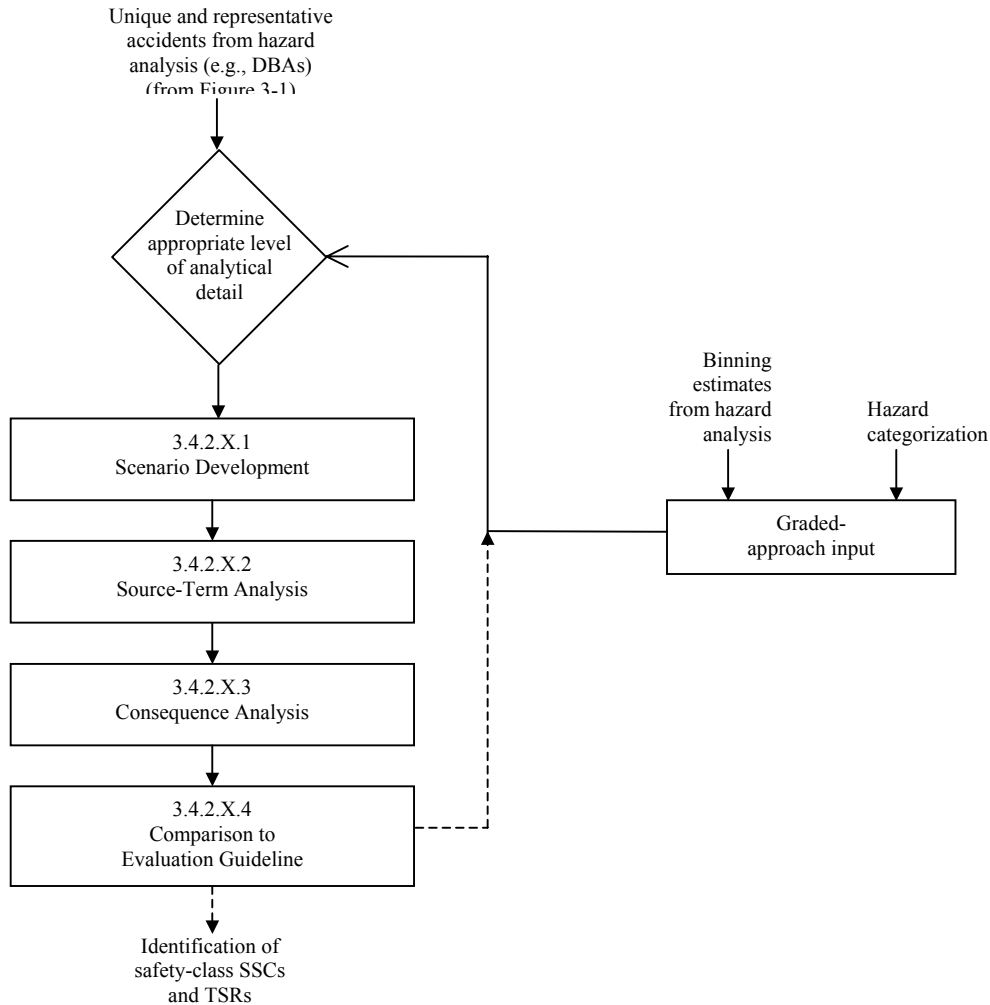 Unique and representative
accidents from hazard
analysis (e.g., DBAs)
(from Figure 3-1)
Determine
appropriate level
of analytical
detail
Binning
estimates
from hazard
analysis
Hazard
categorization
Graded-
approach input
3.4.2.X.1
Scenario Development
3.4.2.X.2
Source-Term Analysis
3.4.2.X.3
Consequence Analysis
3.4.2.X.4
Comparison to
Evaluation Guideline
Identification of
safety-class SSCs
and TSRs